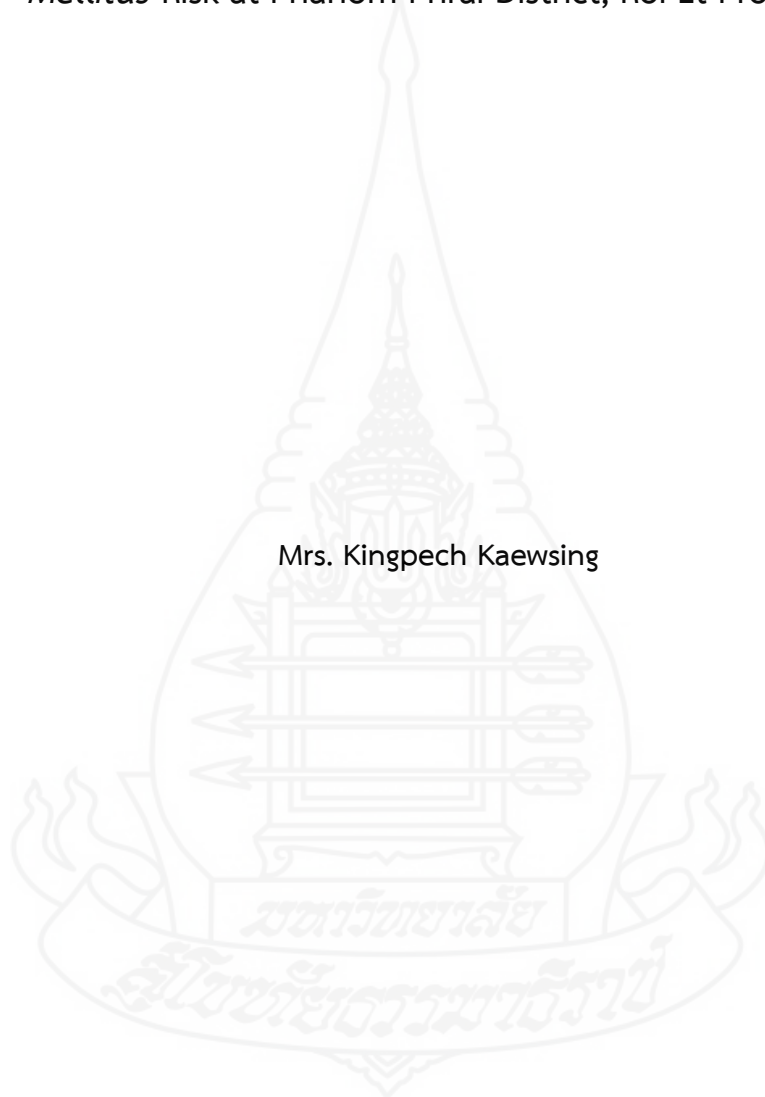 Mellitus Risk at Phanom Phrai District, Roi Et Pro
Mrs. Kingpech Kaewsing
มหาวิทยาลัย
สุโขทัยธรรมาธิราช